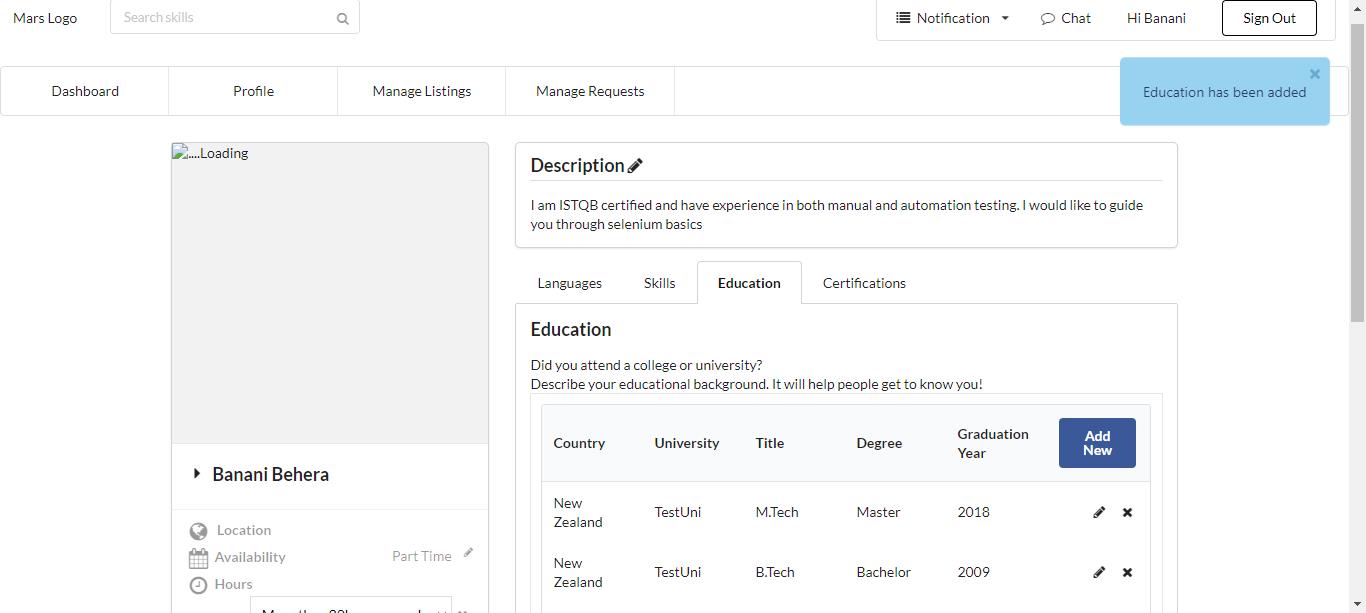 Mars Logo
Search skills
Notification
Chat
Hi Banani
Sign Out
Dashboard
Profile
Manage Listings
Manage Requests
Education has been added
....Loading
Description
I am ISTQB certified and have experience in both manual and automation testing. I would like to guide
you through selenium basics
Languages
Skills
Education
Certifications
Education
Did you attend a college or university?
Describe your educational background. It will help people get to know you!
Country
University
Title
Degree
Graduation
Year
Add
New
New
Zealand
TestUni
M.Tech
Master
2018
New
Zealand
TestUni
B.Tech
Bachelor
2009
Banani Behera
Location
Availability
Part Time
Hours